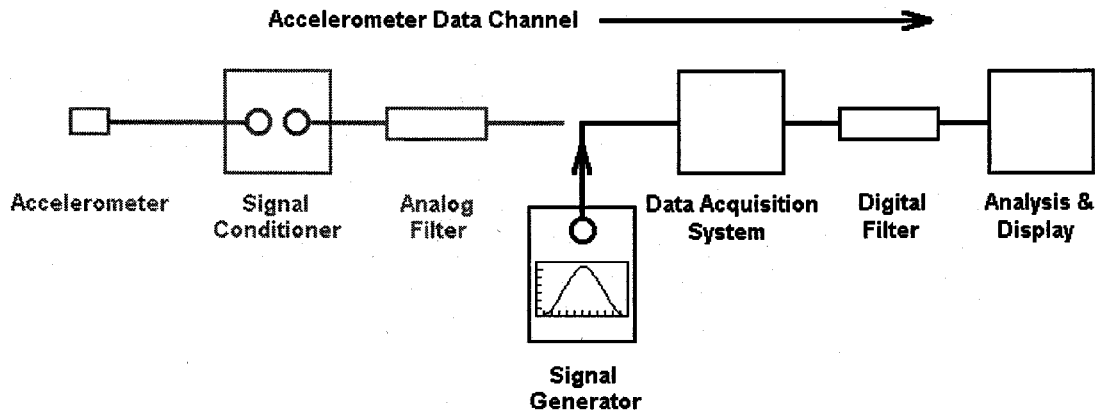 Accelerometer Data Channel
Accelerometer
Signal
Conditioner
Analog
Filter
Data Acquisition
System
Digital
Filter
Analysis &
Display
Signal
Generator